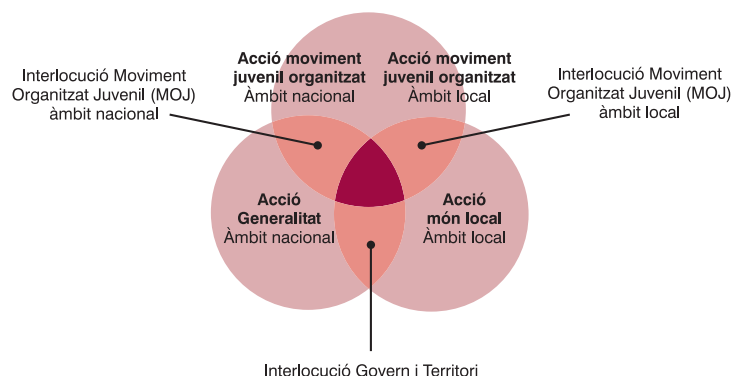 Interlocució Moviment
Organitzat Juvenil (MOJ)
àmbit nacional
Acció moviment
juvenil organitzat
Àmbit nacional
Acció moviment
juvenil organitzat
Àmbit local
Interlocució Moviment
Organitzat Juvenil (MOJ)
àmbit local
Acció
Generalitat
Àmbit nacional
Acció
món local
Àmbit local
Interlocució Govern i Territori